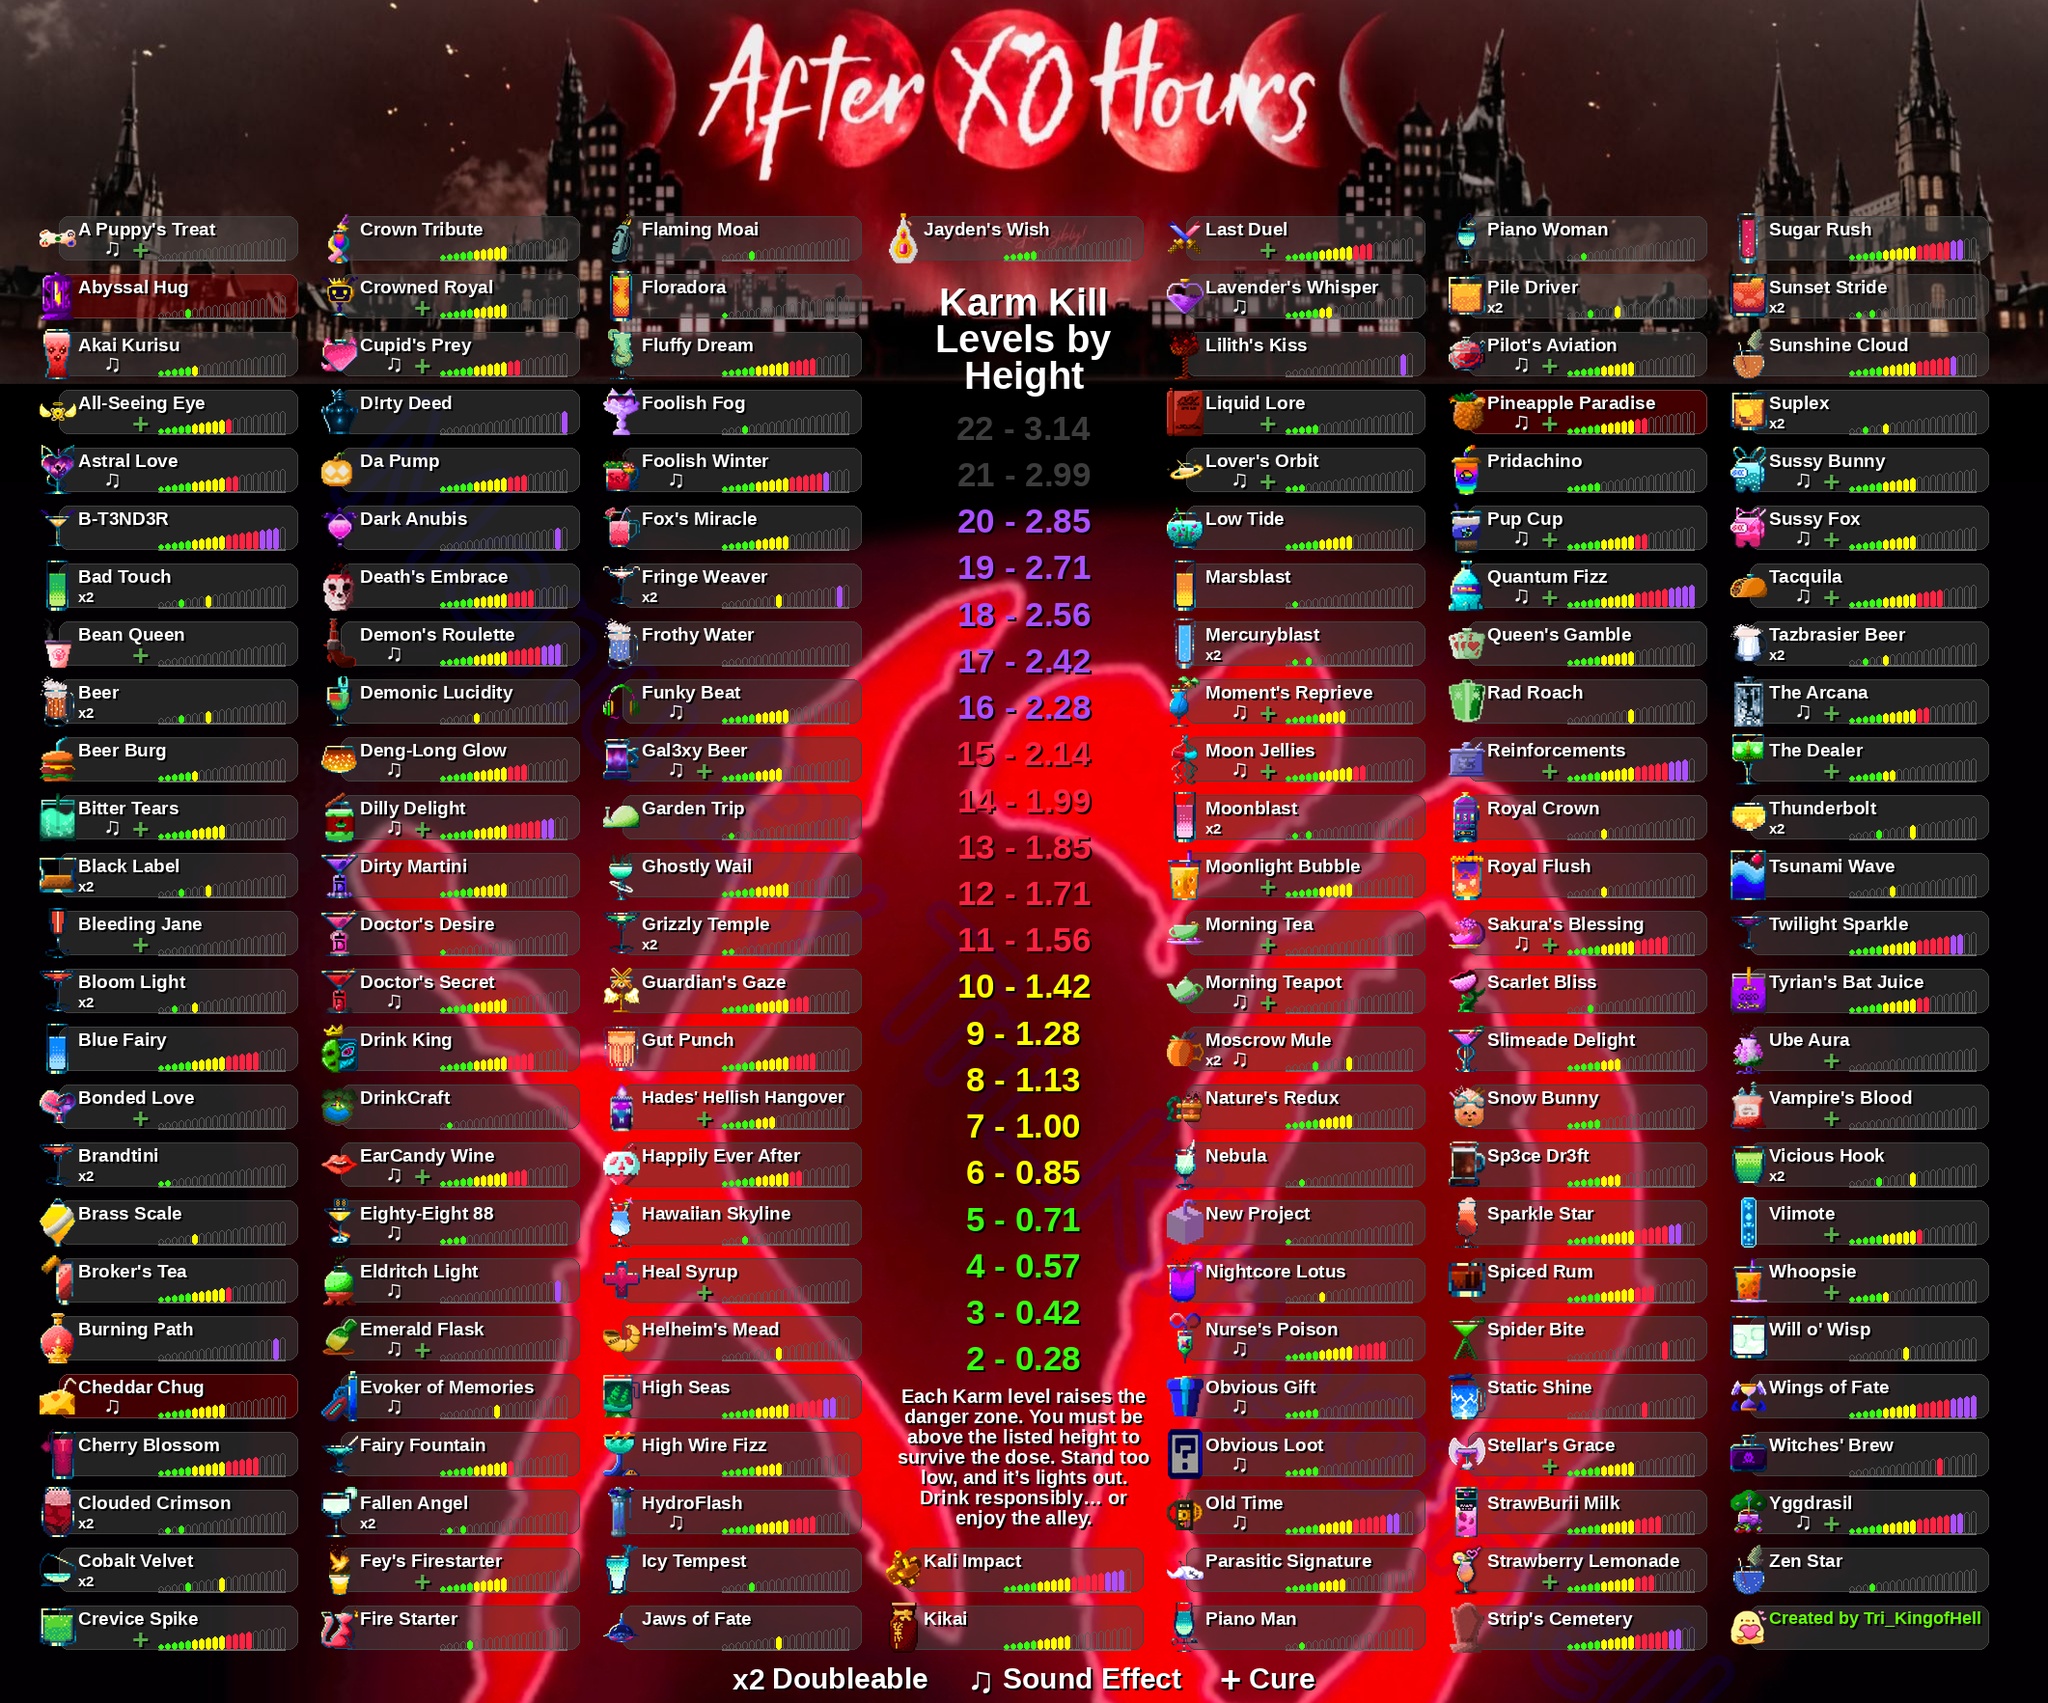 After XO Hours
A Puppy's Treat
♫ +
Abyssal Hug
Akai Kurisu
♫
All-Seeing Eye
+
Astral Love
♫
B-T3ND3R
Bad Touch
x2
Bean Queen
+
Beer
x2
Beer Burg
Bitter Tears
♫ +
Black Label
x2
Bleeding Jane
+
Bloom Light
x2
Blue Fairy
Bonded Love
+
Brandtini
x2
Brass Scale
Broker's Tea
Burning Path
Cheddar Chug
♫
Cherry Blossom
Clouded Crimson
x2
Cobalt Velvet
x2
Crevice Spike
+
Crown Tribute
Crowned Royal
+
Cupid's Prey
♫ +
D!rty Deed
Da Pump
Dark Anubis
Death's Embrace
Demon's Roulette
♫
Demonic Lucidity
Deng-Long Glow
♫
Dilly Delight
♫ +
Dirty Martini
Doctor's Desire
Doctor's Secret
♫
Drink King
DrinkCraft
EarCandy Wine
♫ +
Eighty-Eight 88
♫
Eldritch Light
♫
Emerald Flask
♫ +
Evoker of Memories
♫
Fairy Fountain
Fallen Angel
x2
Fey's Firestarter
+
Fire Starter
Flaming Moai
Floradora
Fluffy Dream
Foolish Fog
Foolish Winter
♫
Fox's Miracle
Fringe Weaver
x2
Frothy Water
Funky Beat
♫
Gal3xy Beer
♫ +
Garden Trip
Ghostly Wail
Grizzly Temple
x2
Guardian's Gaze
Gut Punch
Hades' Hellish Hangover
+
Happily Ever After
Hawaiian Skyline
Heal Syrup
+
Helheim's Mead
High Seas
High Wire Fizz
HydroFlash
♫
Icy Tempest
Jaws of Fate
Jayden's Wish
Karm Kill
Levels by
Height
22 - 3.14
21 - 2.99
20 - 2.85
19 - 2.71
18 - 2.56
17 - 2.42
16 - 2.28
15 - 2.14
14 - 1.99
13 - 1.85
12 - 1.71
11 - 1.56
10 - 1.42
9 - 1.28
8 - 1.13
7 - 1.00
6 - 0.85
5 - 0.71
4 - 0.57
3 - 0.42
2 - 0.28
Each Karm level raises the
danger zone. You must be
above the listed height to
survive the dose. Stand too
low, and it's lights out.
Drink responsibly... or
enjoy the alley.
Kali Impact
Kikai
Last Duel
+
Lavender's Whisper
♫
Lilith's Kiss
Liquid Lore
+
Lover's Orbit
♫ +
Low Tide
Marsblast
Mercuryblast
x2
Moment's Reprieve
♫ +
Moon Jellies
♫ +
Moonblast
x2
Moonlight Bubble
+
Morning Tea
+
Morning Teapot
♫ +
Moscrow Mule
x2 ♫
Nature's Redux
Nebula
New Project
Nightcore Lotus
Nurse's Poison
♫
Obvious Gift
♫
Obvious Loot
♫
Old Time
♫
Parasitic Signature
Piano Man
Piano Woman
Pile Driver
x2
Pilot's Aviation
♫ +
Pineapple Paradise
♫ +
Pridachino
Pup Cup
♫ +
Quantum Fizz
♫ +
Queen's Gamble
Rad Roach
Reinforcements
+
Royal Crown
Royal Flush
Sakura's Blessing
♫ +
Scarlet Bliss
Slimeade Delight
Snow Bunny
Sp3ce Dr3ft
Sparkle Star
Spiced Rum
Spider Bite
Static Shine
Stellar's Grace
+
StrawBurii Milk
Strawberry Lemonade
+
Strip's Cemetery
Sugar Rush
Sunset Stride
x2
Sunshine Cloud
Suplex
x2
Sussy Bunny
♫ +
Sussy Fox
♫ +
Tacquila
♫ +
Tazbrasier Beer
x2
The Arcana
♫ +
The Dealer
+
Thunderbolt
x2
Tsunami Wave
Twilight Sparkle
Tyrian's Bat Juice
Ube Aura
+
Vampire's Blood
+
Vicious Hook
x2
Viimote
+
Whoopsie
+
Will o' Wisp
Wings of Fate
Witches' Brew
Yggdrasil
♫ +
Zen Star
Created by Tri_KingofHell
x2 Doubleable ♫ Sound Effect + Cure